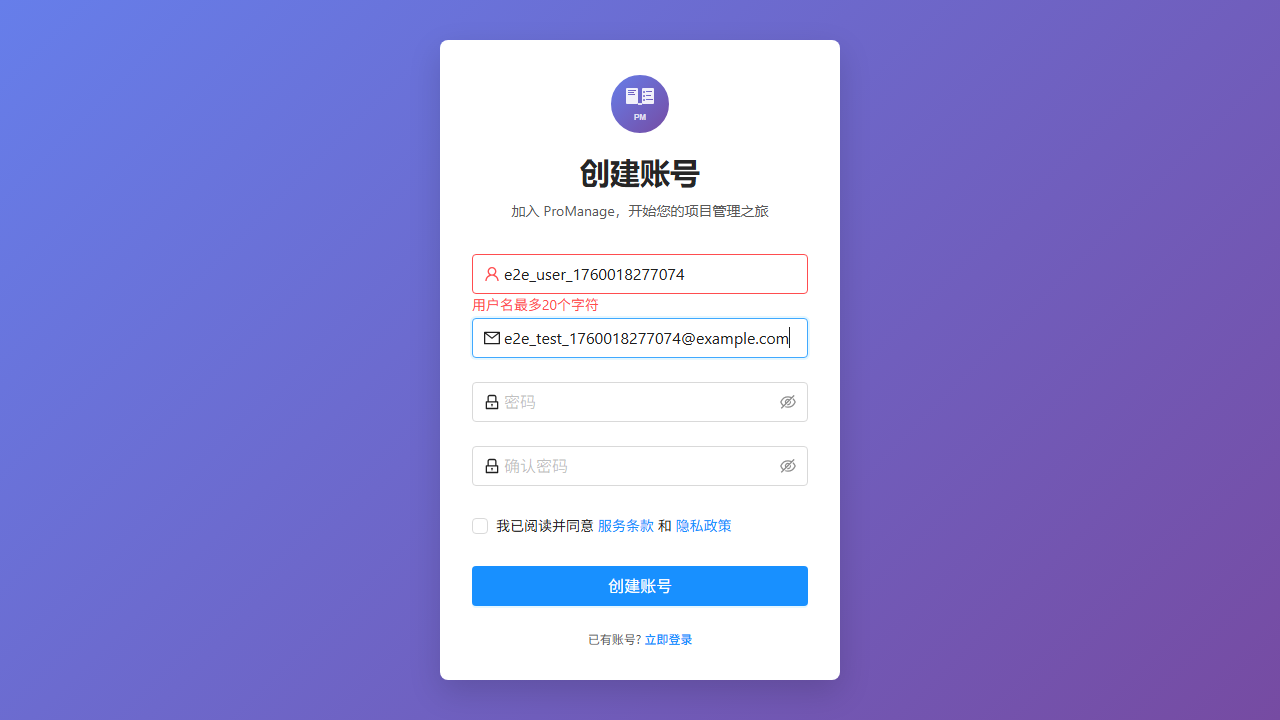 PM
创建账号
加入 ProManage，开始您的项目管理之旅
e2e_user_1760018277074
用户名最多20个字符
e2e_test_1760018277074@example.com
密码
确认密码
我已阅读并同意 服务条款 和 隐私政策
创建账号
已有账号? 立即登录